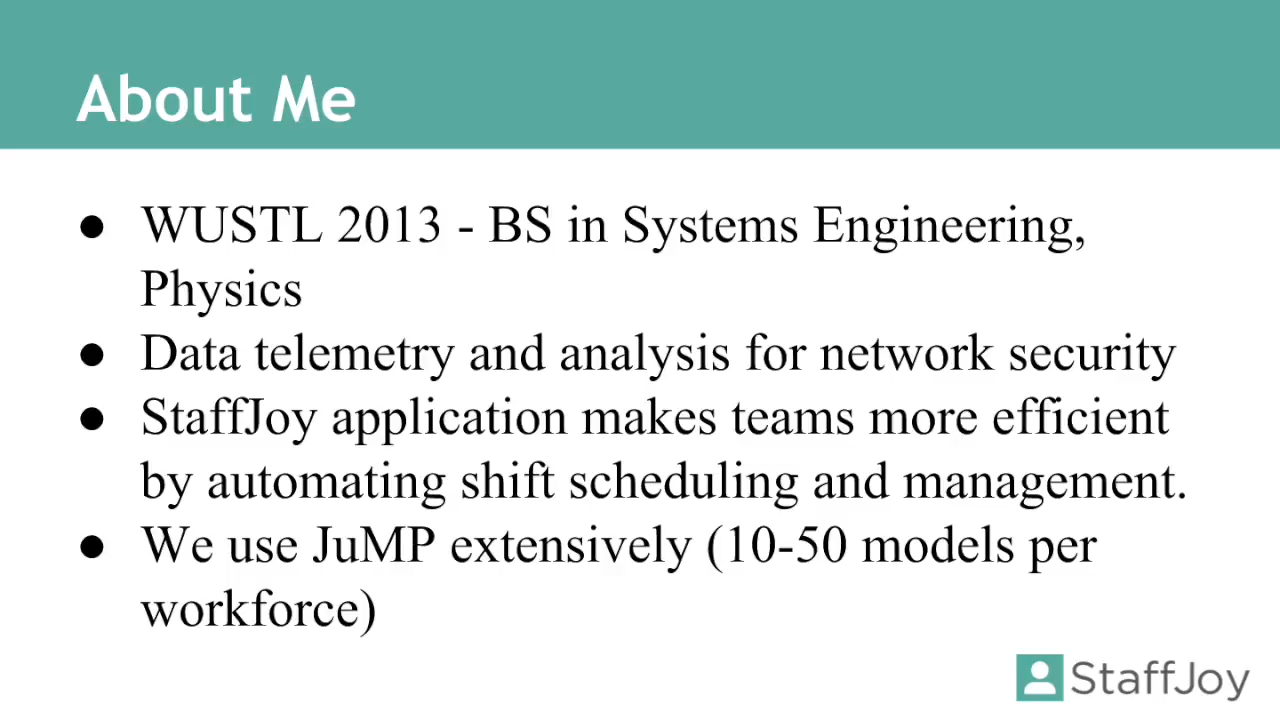 About Me
● WUSTL 2013 - BS in Systems Engineering,
Physics
● Data telemetry and analysis for network security
● StaffJoy application makes teams more efficient
by automating shift scheduling and management.
● We use JuMP extensively (10-50 models per
workforce)
StaffJoy